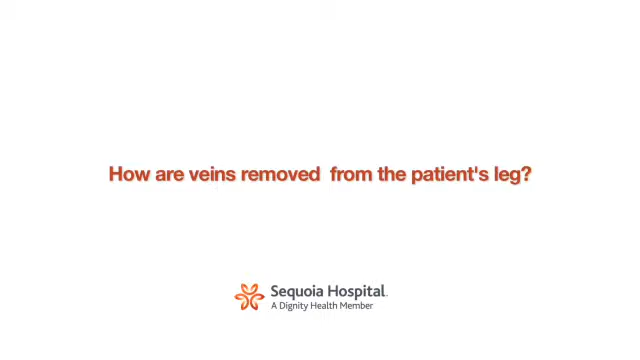 How are veins removed  from the patient's leg?
Sequoia Hospital.
A Dignity Health Member